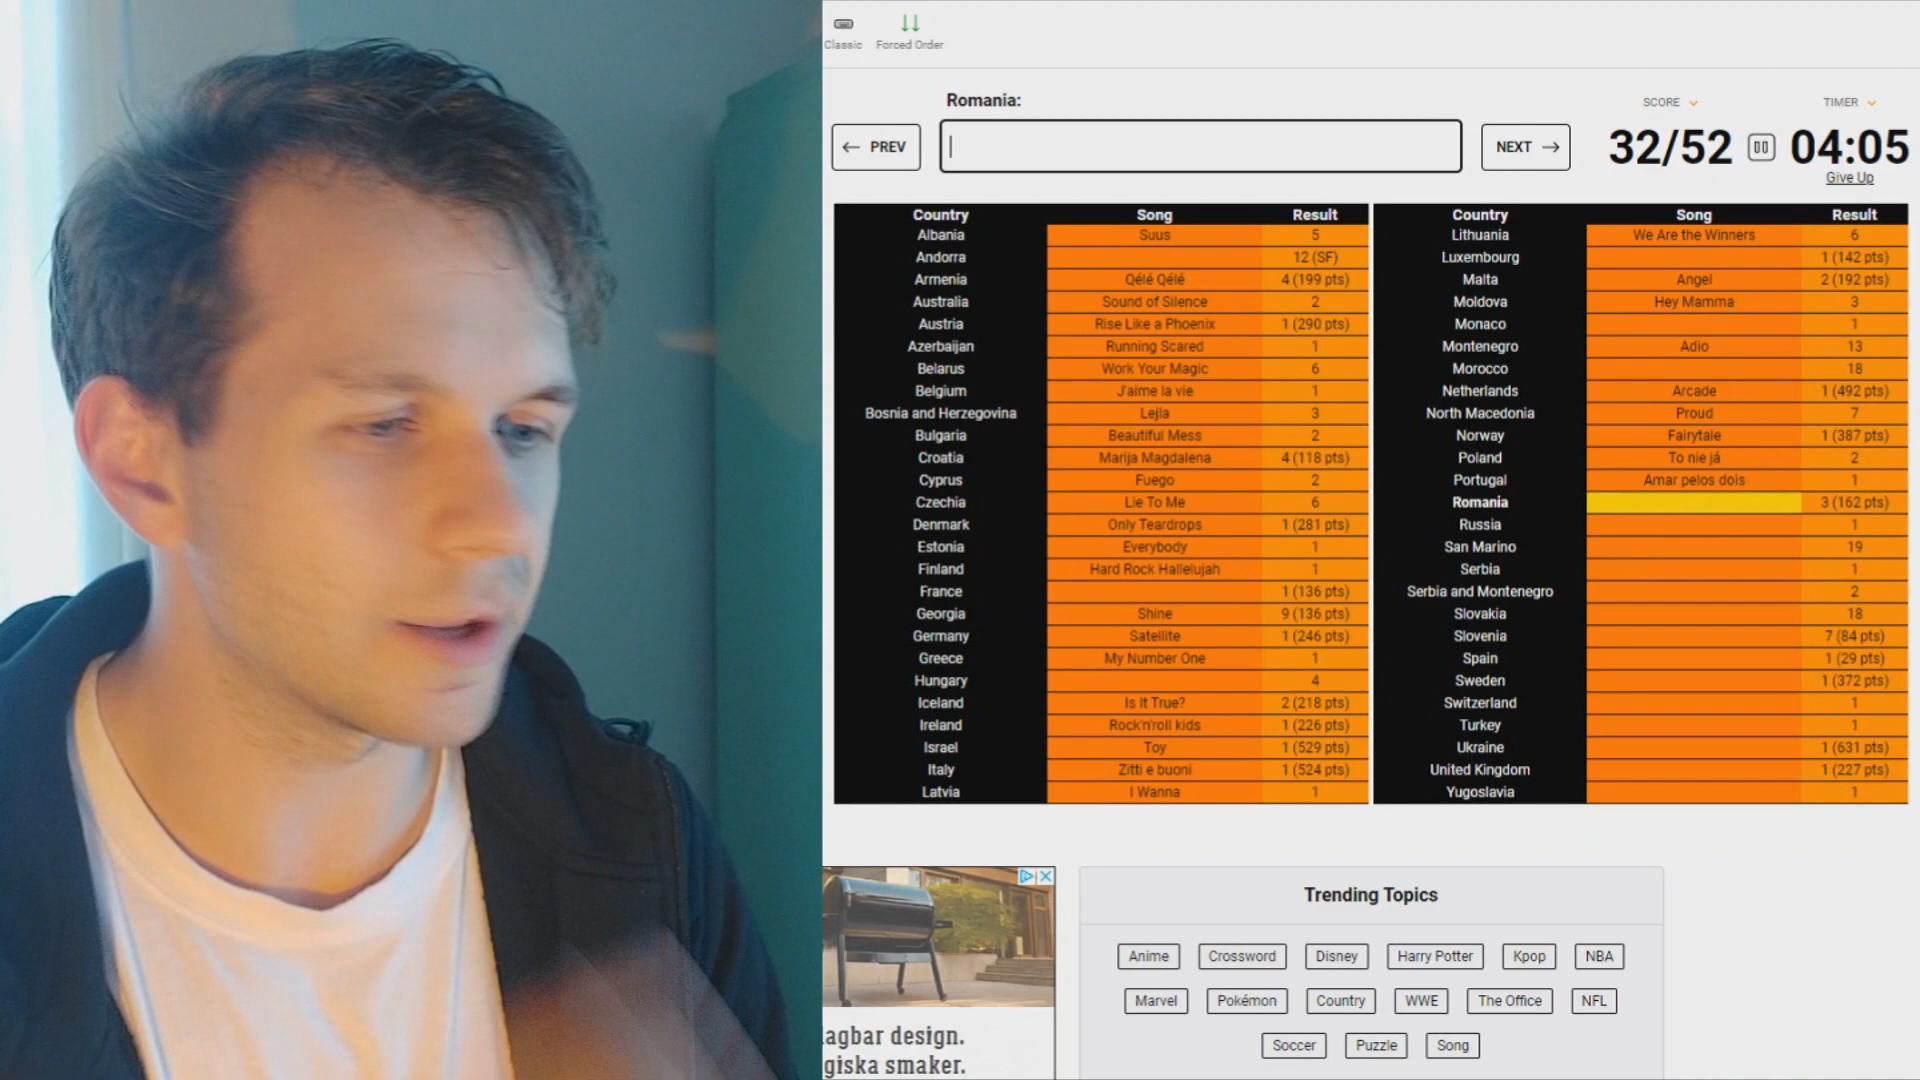 Classic
Forced Order
Romania:
SCORE
TIMER
← PREV
NEXT →
32/52
04:05
Give Up
Country Song Result
Albania Suus 5
Andorra 12 (SF)
Armenia Qélé Qélé 4 (199 pts)
Australia Sound of Silence 2
Austria Rise Like a Phoenix 1 (290 pts)
Azerbaijan Running Scared 1
Belarus Work Your Magic 6
Belgium J'aime la vie 1
Bosnia and Herzegovina Lejla 3
Bulgaria Beautiful Mess 2
Croatia Marija Magdalena 4 (118 pts)
Cyprus Fuego 2
Czechia Lie To Me 6
Denmark Only Teardrops 1 (281 pts)
Estonia Everybody 1
Finland Hard Rock Hallelujah 1
France 1 (136 pts)
Georgia Shine 9 (136 pts)
Germany Satellite 1 (246 pts)
Greece My Number One 1
Hungary 4
Iceland Is It True? 2 (218 pts)
Ireland Rock'n'roll kids 1 (226 pts)
Israel Toy 1 (529 pts)
Italy Zitti e buoni 1 (524 pts)
Latvia I Wanna 1
Country Song Result
Lithuania We Are the Winners 6
Luxembourg 1 (142 pts)
Malta Angel 2 (192 pts)
Moldova Hey Mamma 3
Monaco 1
Montenegro Adio 13
Morocco 18
Netherlands Arcade 1 (492 pts)
North Macedonia Proud 7
Norway Fairytale 1 (387 pts)
Poland To nie já 2
Portugal Amar pelos dois 1
Romania 3 (162 pts)
Russia 1
San Marino 19
Serbia 1
Serbia and Montenegro 2
Slovakia 18
Slovenia 7 (84 pts)
Spain 1 (29 pts)
Sweden 1 (372 pts)
Switzerland 1
Turkey 1
Ukraine 1 (631 pts)
United Kingdom 1 (227 pts)
Yugoslavia 1
lagbar design.
giska smaker.
Trending Topics
Anime Crossword Disney Harry Potter Kpop NBA
Marvel Pokémon Country WWE The Office NFL
Soccer Puzzle Song